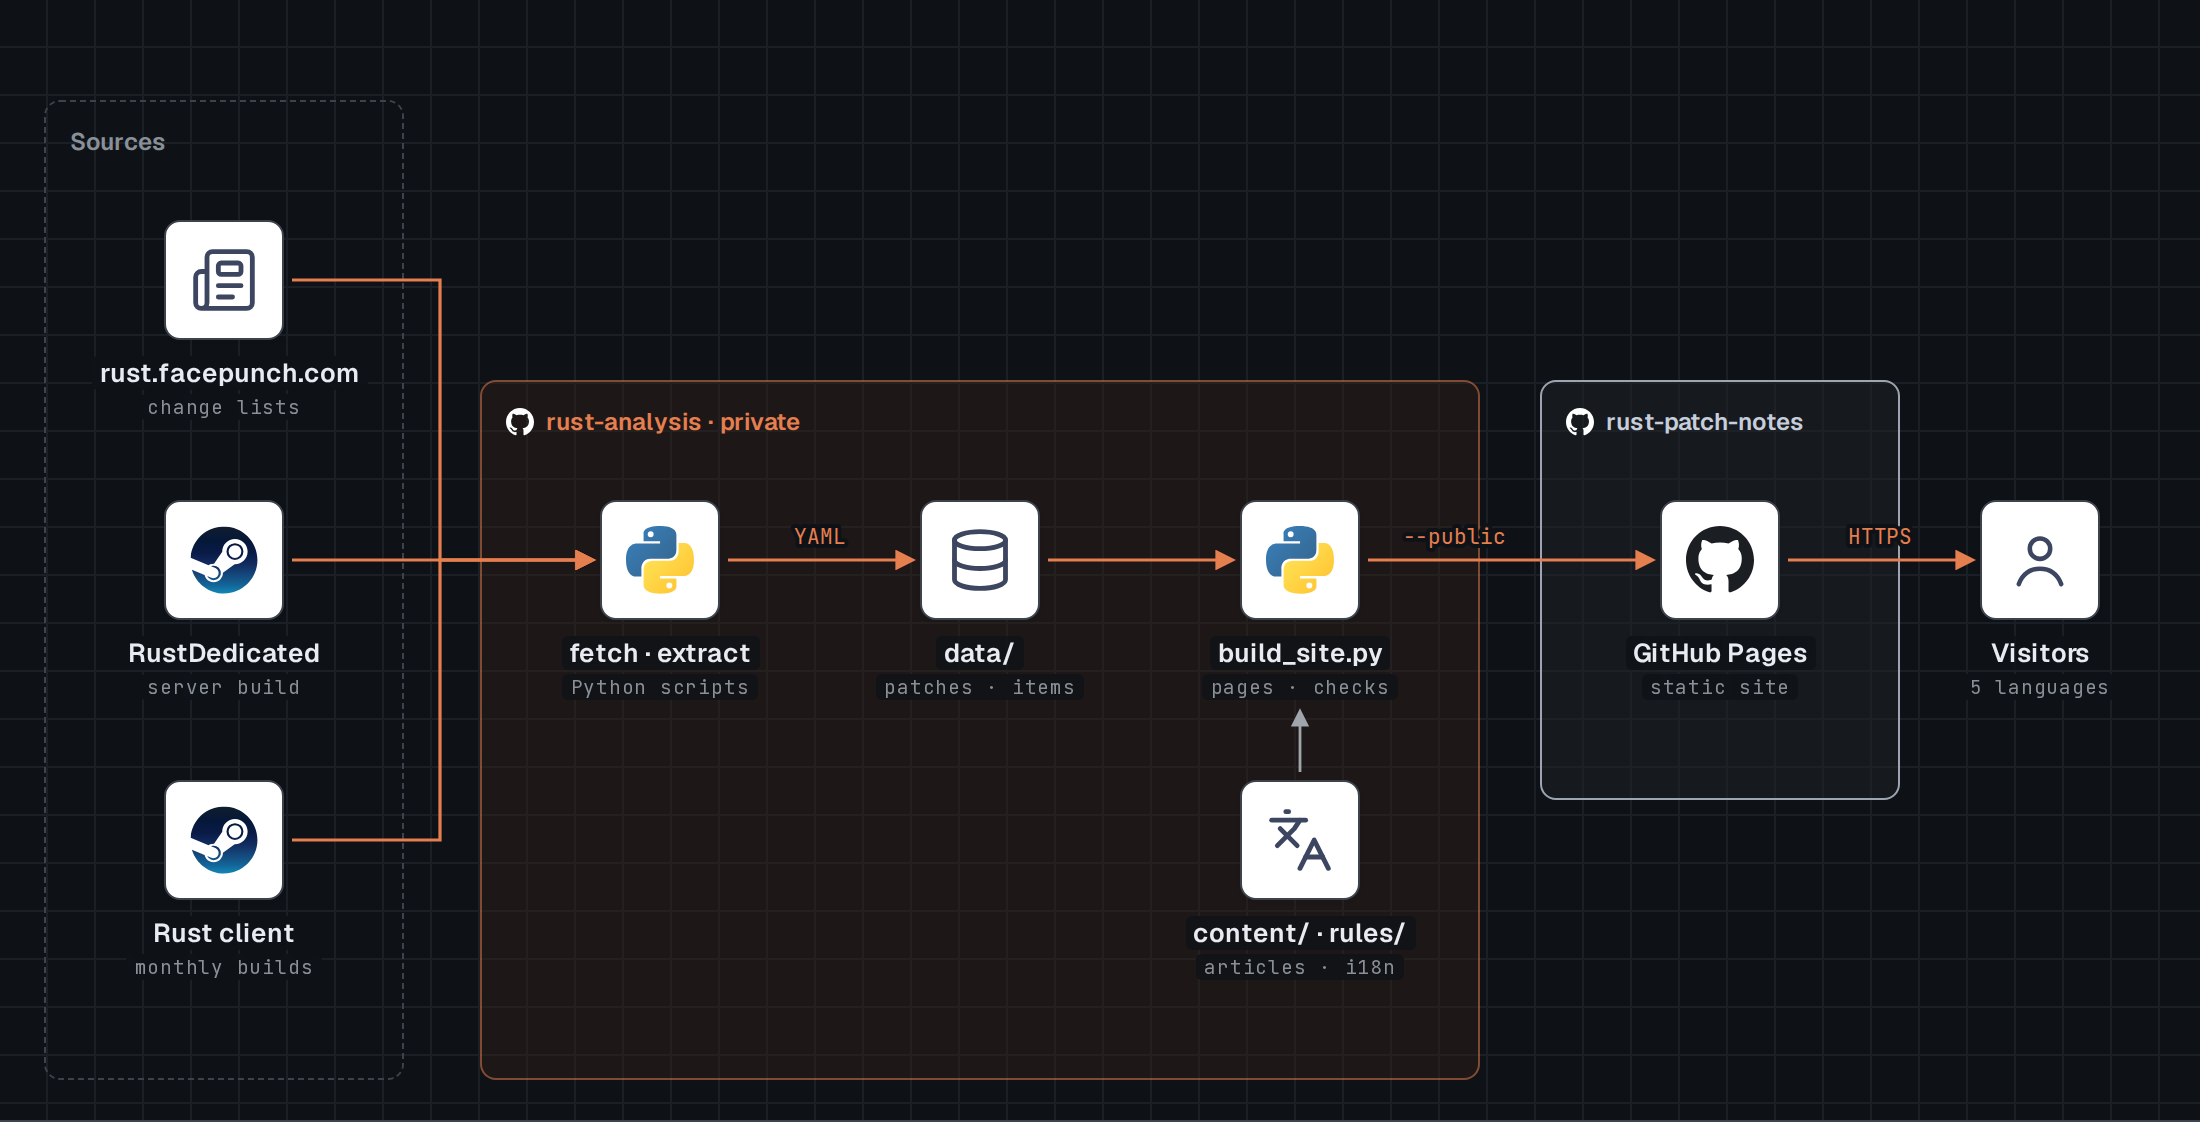 Sources
rust.facepunch.com
change lists
RustDedicated
server build
Rust client
monthly builds
rust-analysis · private
fetch · extract
Python scripts
YAML
data/
patches · items
build_site.py
pages · checks
content/ · rules/
articles · i18n
--public
rust-patch-notes
GitHub Pages
static site
HTTPS
Visitors
5 languages